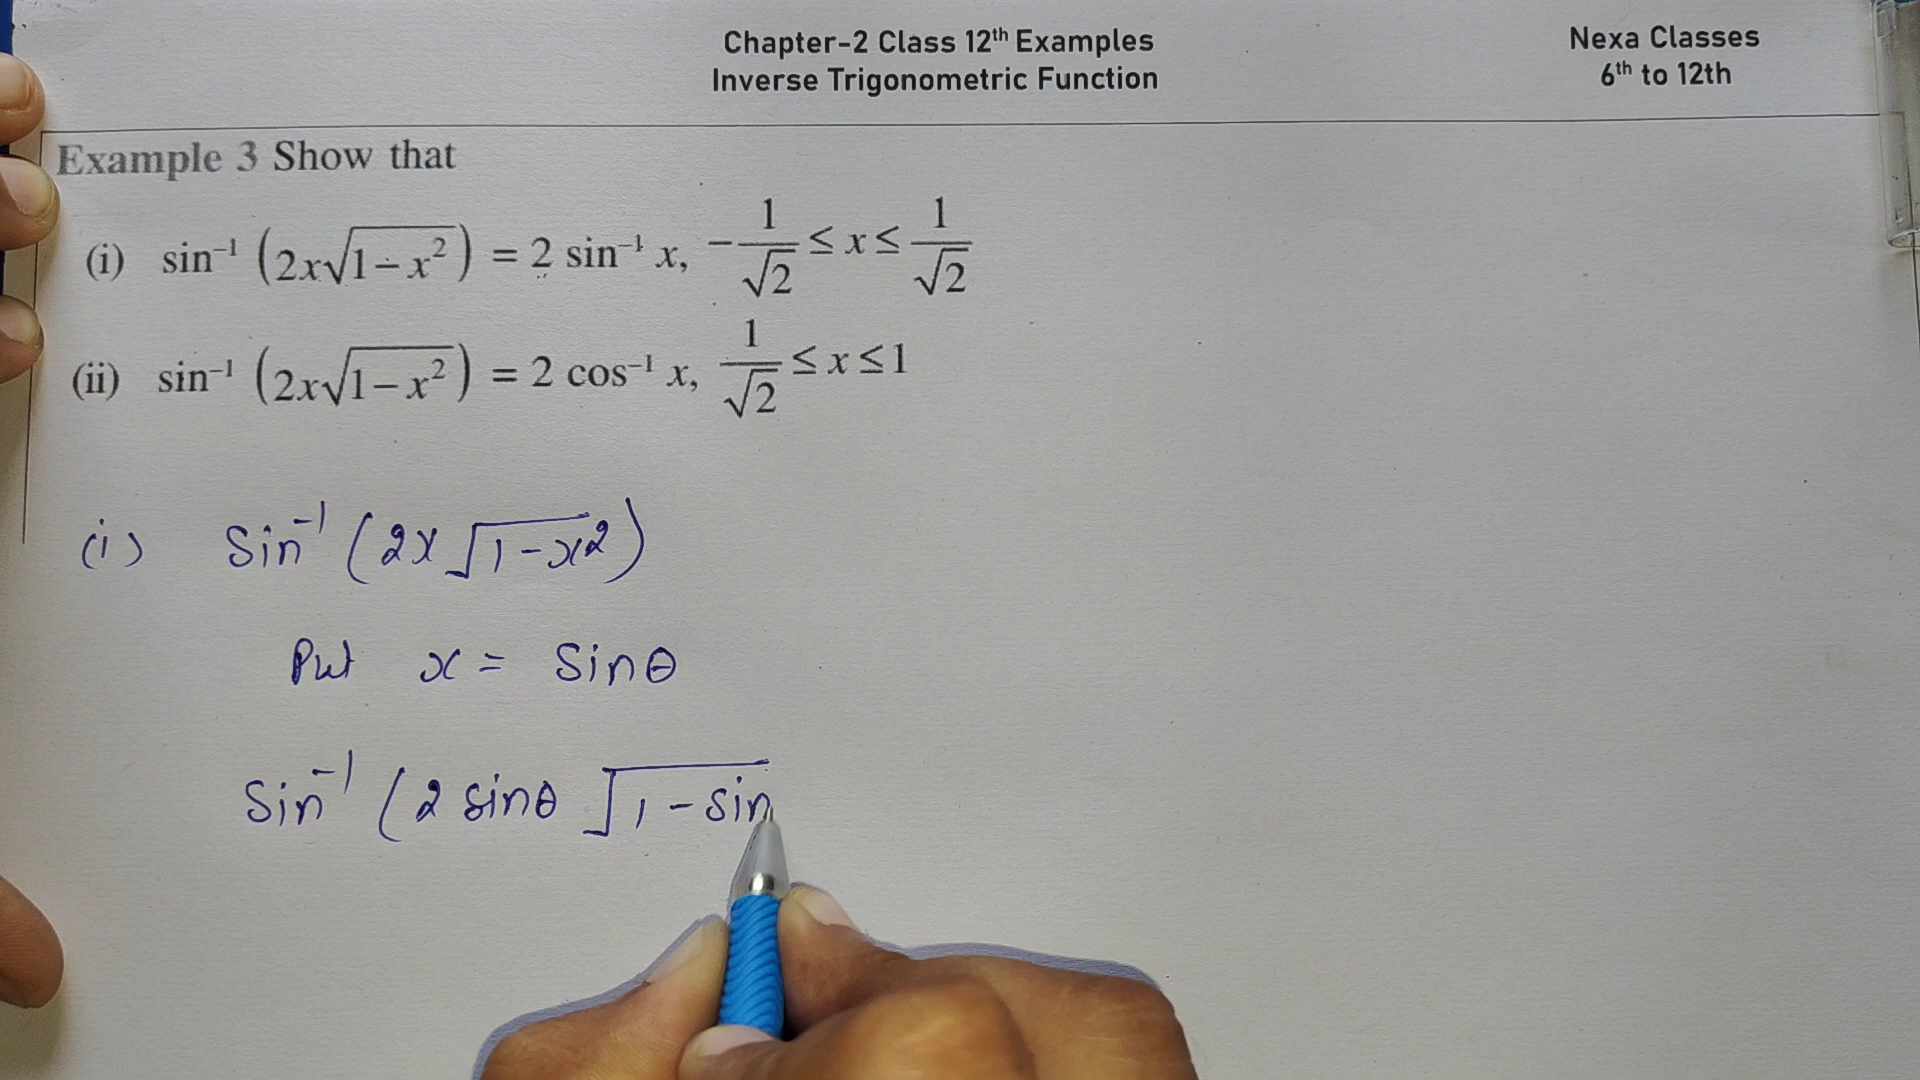 Chapter-2 Class 12th Examples
Inverse Trigonometric Function
Nexa Classes
6th to 12th
Example 3 Show that
(i) sin⁻¹ (2x√(1−x²)) = 2 sin⁻¹ x, −1/√2 ≤ x ≤ 1/√2
(ii) sin⁻¹ (2x√(1−x²)) = 2 cos⁻¹ x, 1/√2 ≤ x ≤ 1
(i) Sin⁻¹ (2x √1-x2)
Put x = Sinθ
Sin⁻¹ (2 sinθ √1-sin